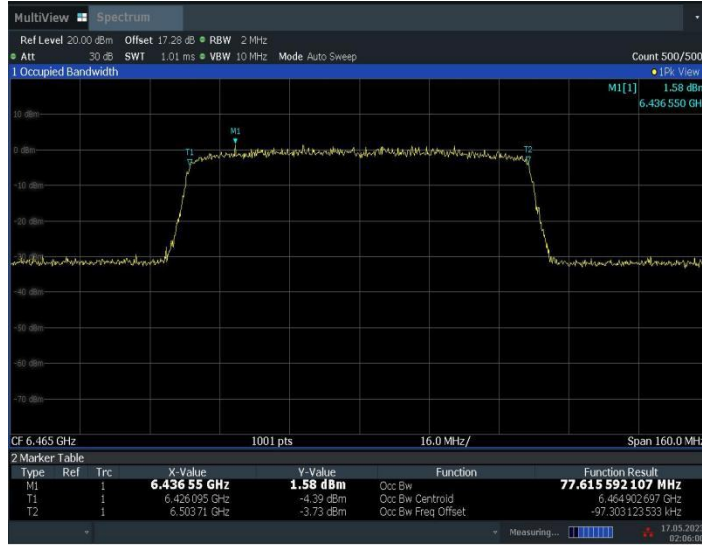 MultiView Spectrum
Ref Level 20.00 dBm Offset 17.28 dB RBW 2 MHz
Att 30 dB SWT 1.01 ms VBW 10 MHz Mode Auto Sweep Count 500/500
1 Occupied Bandwidth 1Pk View
M1[1] 1.58 dBm
6.436 550 GH
10 dBm
M1
0 dBm
T1
T2
-10 dBm
-20 dBm
-40 dBm
-50 dBm
-60 dBm
-70 dBm
CF 6.465 GHz 1001 pts 16.0 MHz/ Span 160.0 MHz
2 Marker Table
Type Ref Trc X-Value Y-Value Function Function Result
M1 1 6.436 55 GHz 1.58 dBm Occ Bw 77.615 592 107 MHz
T1 1 6.426 095 GHz -4.39 dBm Occ Bw Centroid 6.464 902 697 GHz
T2 1 6.503 71 GHz -3.73 dBm Occ Bw Freq Offset -97.303 123 533 kHz
Measuring... 17.05.2023
02:06:00